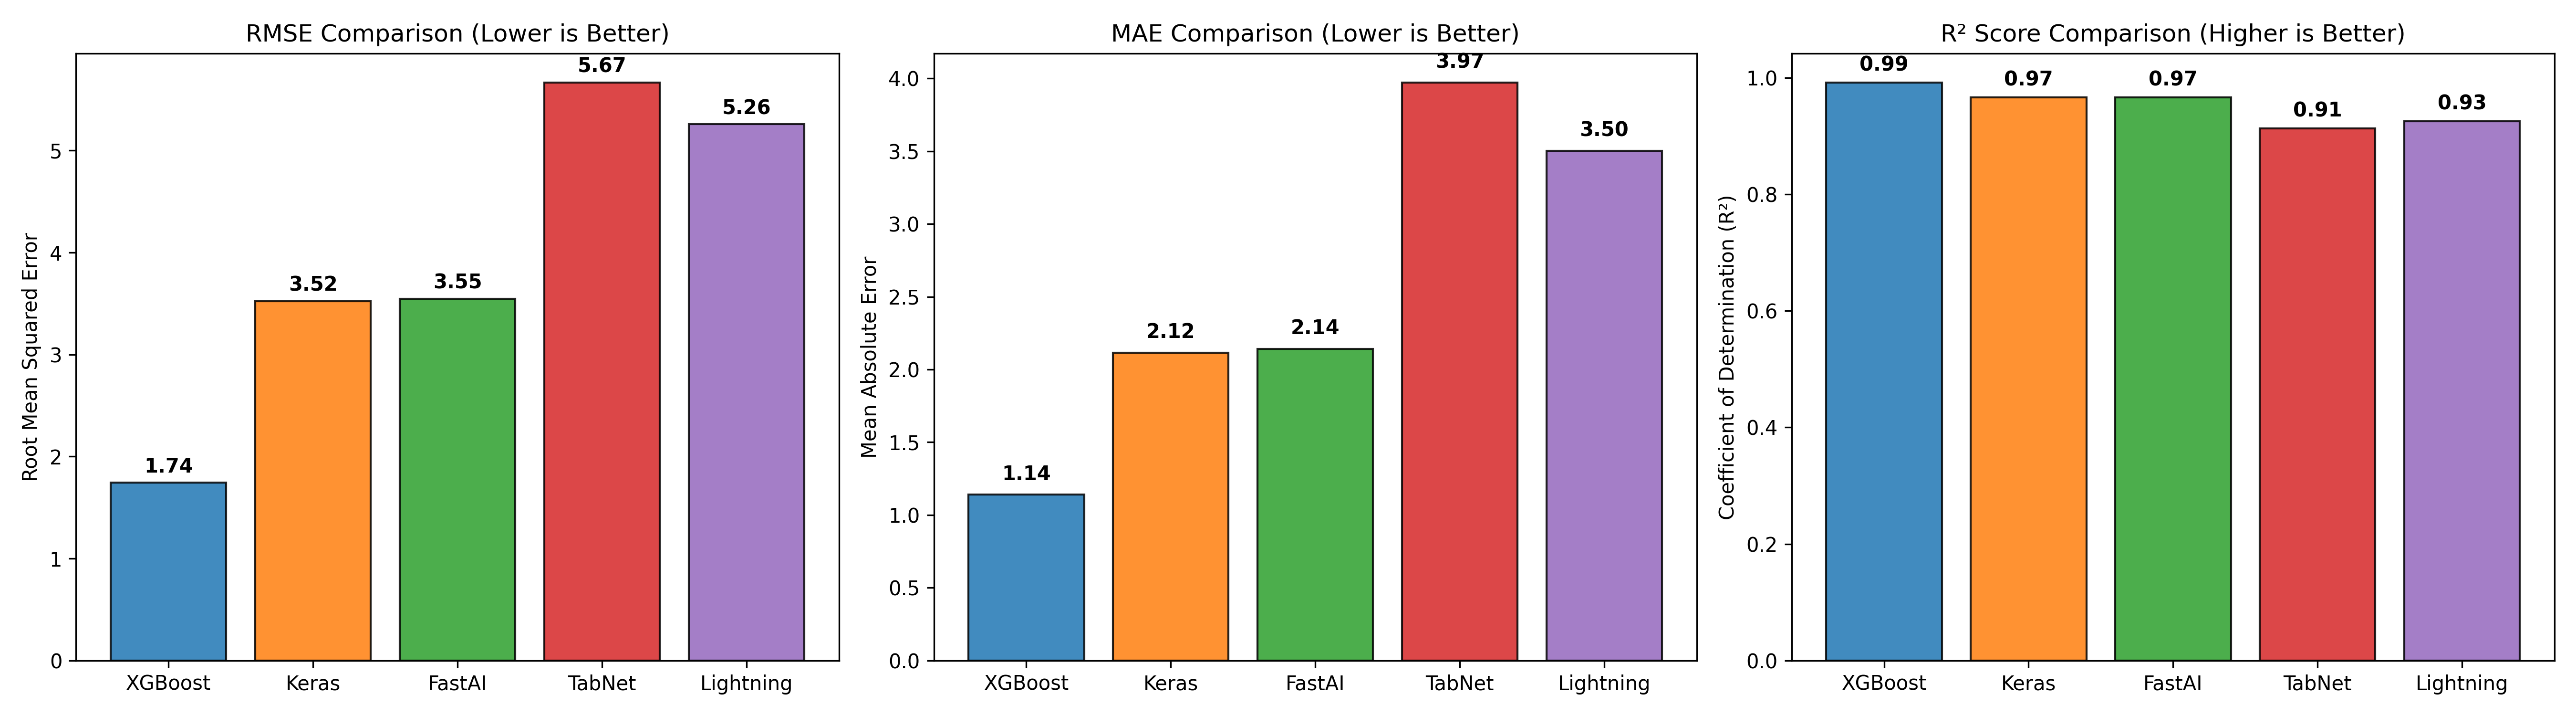 RMSE Comparison (Lower is Better)
Root Mean Squared Error
5
4
3
2
1
0
1.74
3.52
3.55
5.67
5.26
XGBoost
Keras
FastAI
TabNet
Lightning
MAE Comparison (Lower is Better)
Mean Absolute Error
4.0
3.5
3.0
2.5
2.0
1.5
1.0
0.5
0.0
1.14
2.12
2.14
3.97
3.50
XGBoost
Keras
FastAI
TabNet
Lightning
R² Score Comparison (Higher is Better)
Coefficient of Determination (R²)
1.0
0.8
0.6
0.4
0.2
0.0
0.99
0.97
0.97
0.91
0.93
XGBoost
Keras
FastAI
TabNet
Lightning